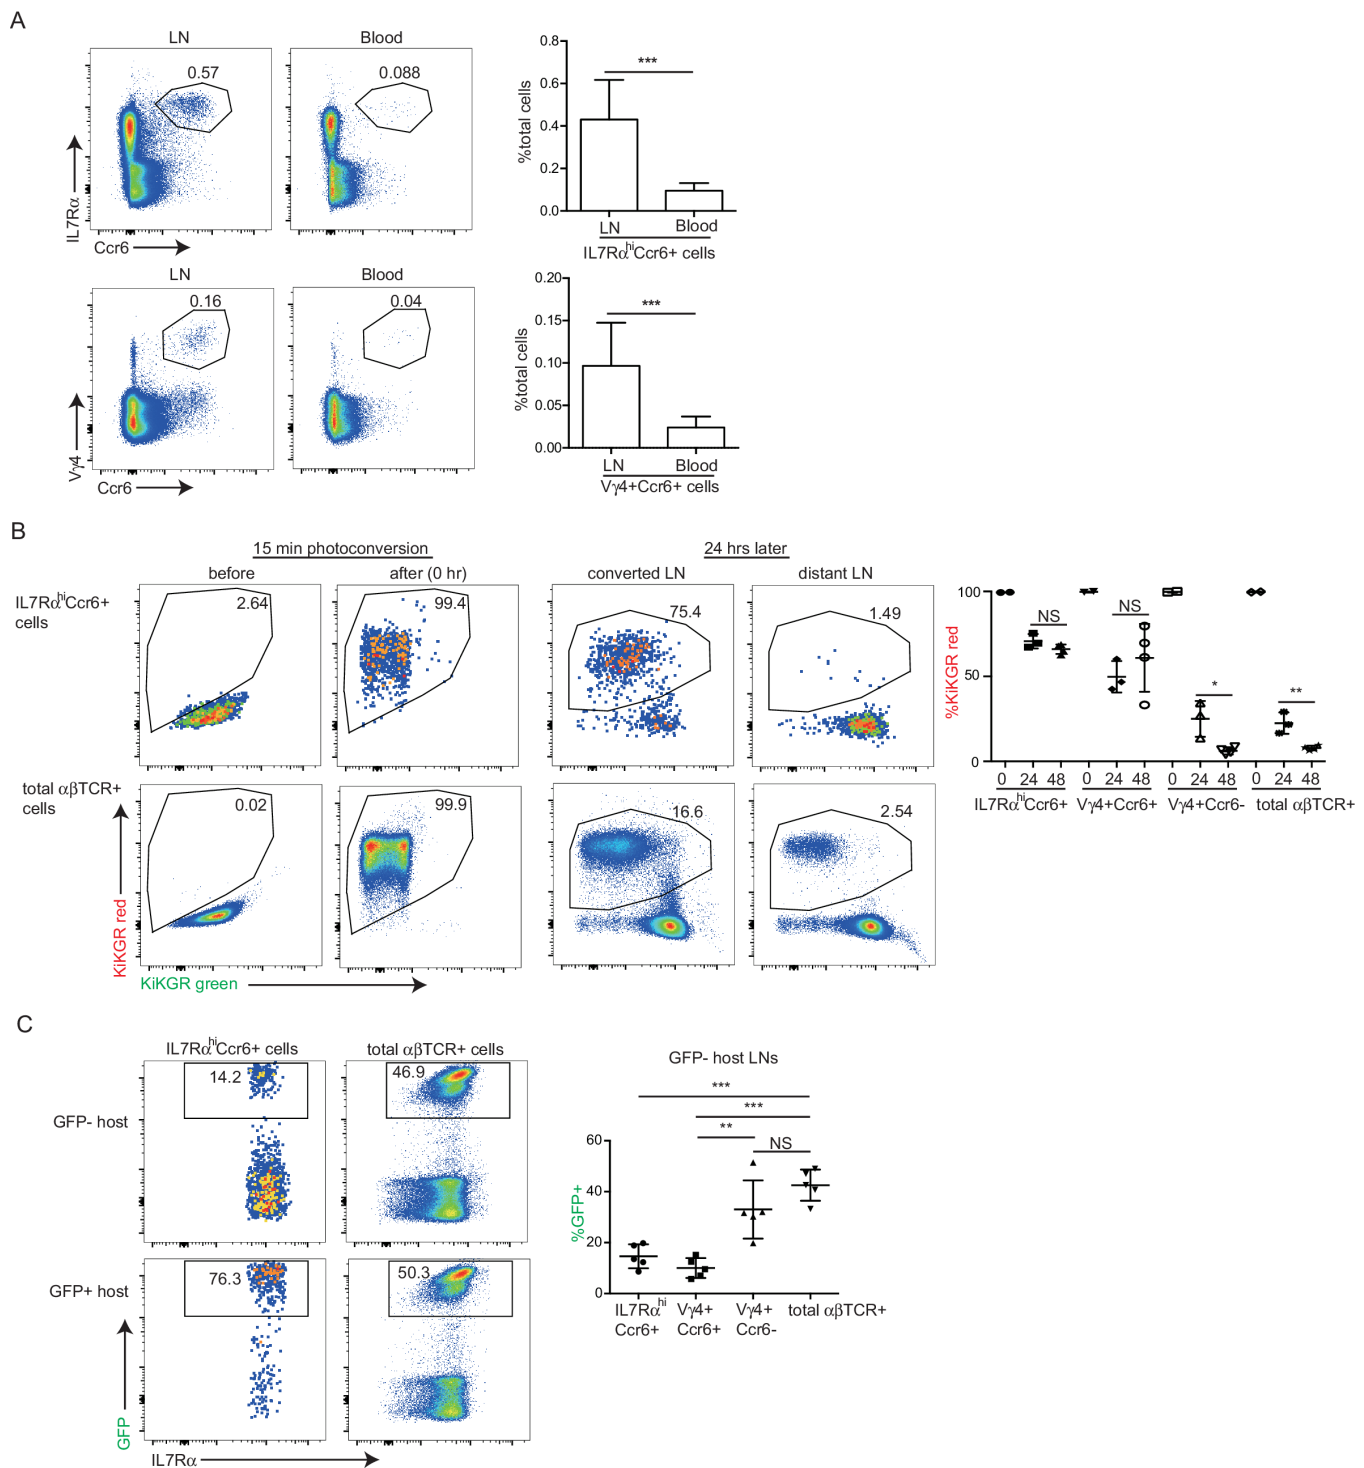 A
LN
Blood
0.57
0.088
IL7Rα
Ccr6
0.8
0.6
0.4
0.2
0.0
%total cells
***
LN
Blood
IL7RαhiCcr6+ cells
LN
Blood
0.16
0.04
Vγ4
Ccr6
0.20
0.15
0.10
0.05
0.00
%total cells
***
LN
Blood
Vγ4+Ccr6+ cells
B
15 min photoconversion
24 hrs later
before
after (0 hr)
converted LN
distant LN
IL7RαhiCcr6+
cells
2.64
99.4
75.4
1.49
total αβTCR+
cells
0.02
99.9
16.6
2.54
KiKGR red
KiKGR green
100
50
0
%KiKGR red
NS
NS
*
**
0 24 48 0 24 48 0 24 48 0 24 48
IL7RαhiCcr6+ Vγ4+Ccr6+ Vγ4+Ccr6- total αβTCR+
C
IL7RαhiCcr6+ cells
total αβTCR+ cells
GFP- host
14.2
46.9
GFP+ host
76.3
50.3
GFP
IL7Rα
GFP- host LNs
***
***
**
NS
60
40
20
0
%GFP+
IL7Rαhi
Ccr6+
Vγ4+
Ccr6+
Vγ4+
Ccr6-
total αβTCR+